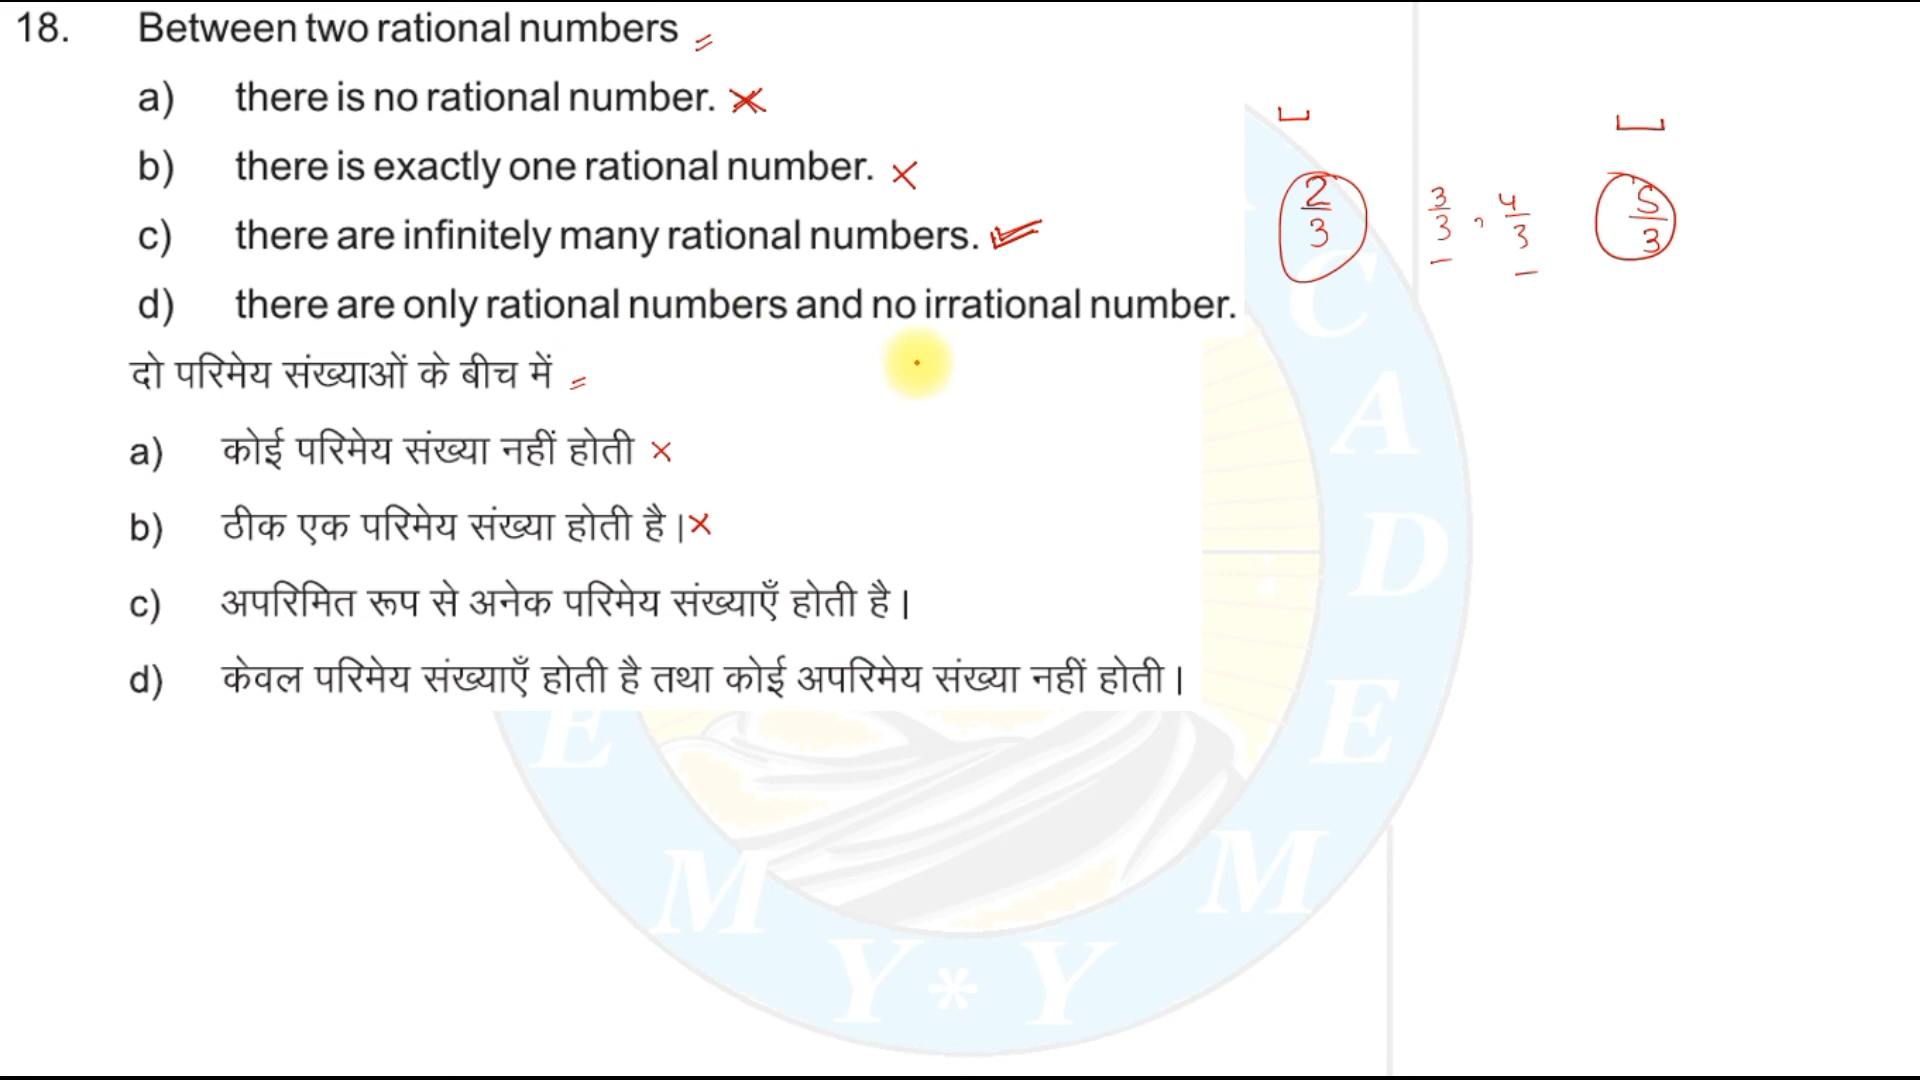 18. Between two rational numbers
a) there is no rational number.
b) there is exactly one rational number.
c) there are infinitely many rational numbers.
d) there are only rational numbers and no irrational number.
2/3 3/3 , 4/3 5/3
दो परिमेय संख्याओं के बीच में
a) कोई परिमेय संख्या नहीं होती
b) ठीक एक परिमेय संख्या होती है।
c) अपरिमित रूप से अनेक परिमेय संख्याएँ होती है।
d) केवल परिमेय संख्याएँ होती है तथा कोई अपरिमेय संख्या नहीं होती।
C A D E M Y * Y M E